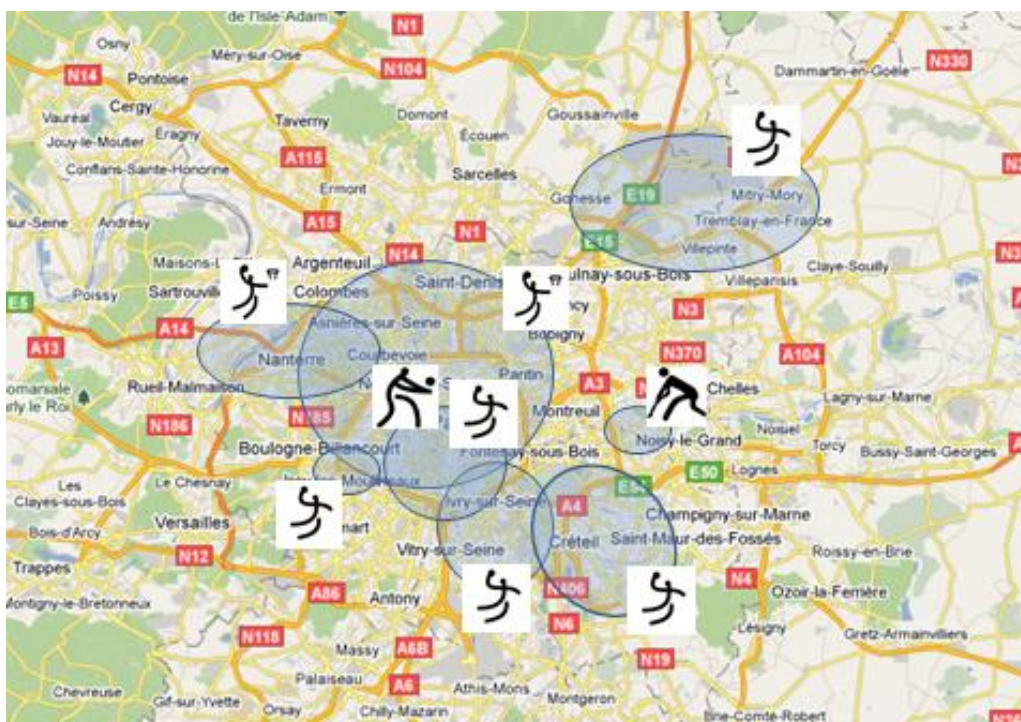 de l'Isle-Adam
N1
Osny
Méry-sur-Oise
N14
N104
N330
Pontoise
Dammartin-en-Goële
Cergy
Vauréal
Taverny
Domont
Goussainville
Jouy-le-Moutier
Éragny
Écouen
Conflans-Sainte-Honorine
A115
Sarcelles
Ermont
Gonesse
E19
Mitry-Mory
sur-Seine
Andrésy
A15
N1
Tremblay-en-France
E15
Villepinte
N14
Argenteuil
Saint-Denis
ulnay-sous-Bois
Villeparisis
Claye-Souilly
Poissy
Sartrouville
Colombes
E5
N3
A14
Asnières-sur-Seine
Bobigny
A13
Nanterre
Courbevoie
N370
A104
Rueil-Malmaison
Pantin
A3
Chelles
Lagny-sur-Marne
Montreuil
N186
N185
Noisy-le-Grand
Noisiel
Torcy
Boulogne-Billancourt
Fontenay-sous-Bois
Bussy-Saint-Georges
E50
Lognes
Les
Clayes-sous-Bois
Le Chesnay
Ivry-sur-Seine
A4
Champigny-sur-Marne
Bois-d'Arcy
Versailles
Vitry-sur-Seine
Créteil
Saint-Maur-des-Fossés
N12
Roissy-en-Brie
Trappes
N406
N4
Ozoir-la-Ferrière
Montigny-le-Bretonneux
A86
Antony
N6
Lésigny
N118
Massy
A6B
N19
Gretz-Armainvilliers
Palaiseau
Chevreuse
Gif-sur-Yvette
Orsay
A6
Athis-Mons
Montgeron
Chilly-Mazarin
Brie-Comte-Robert